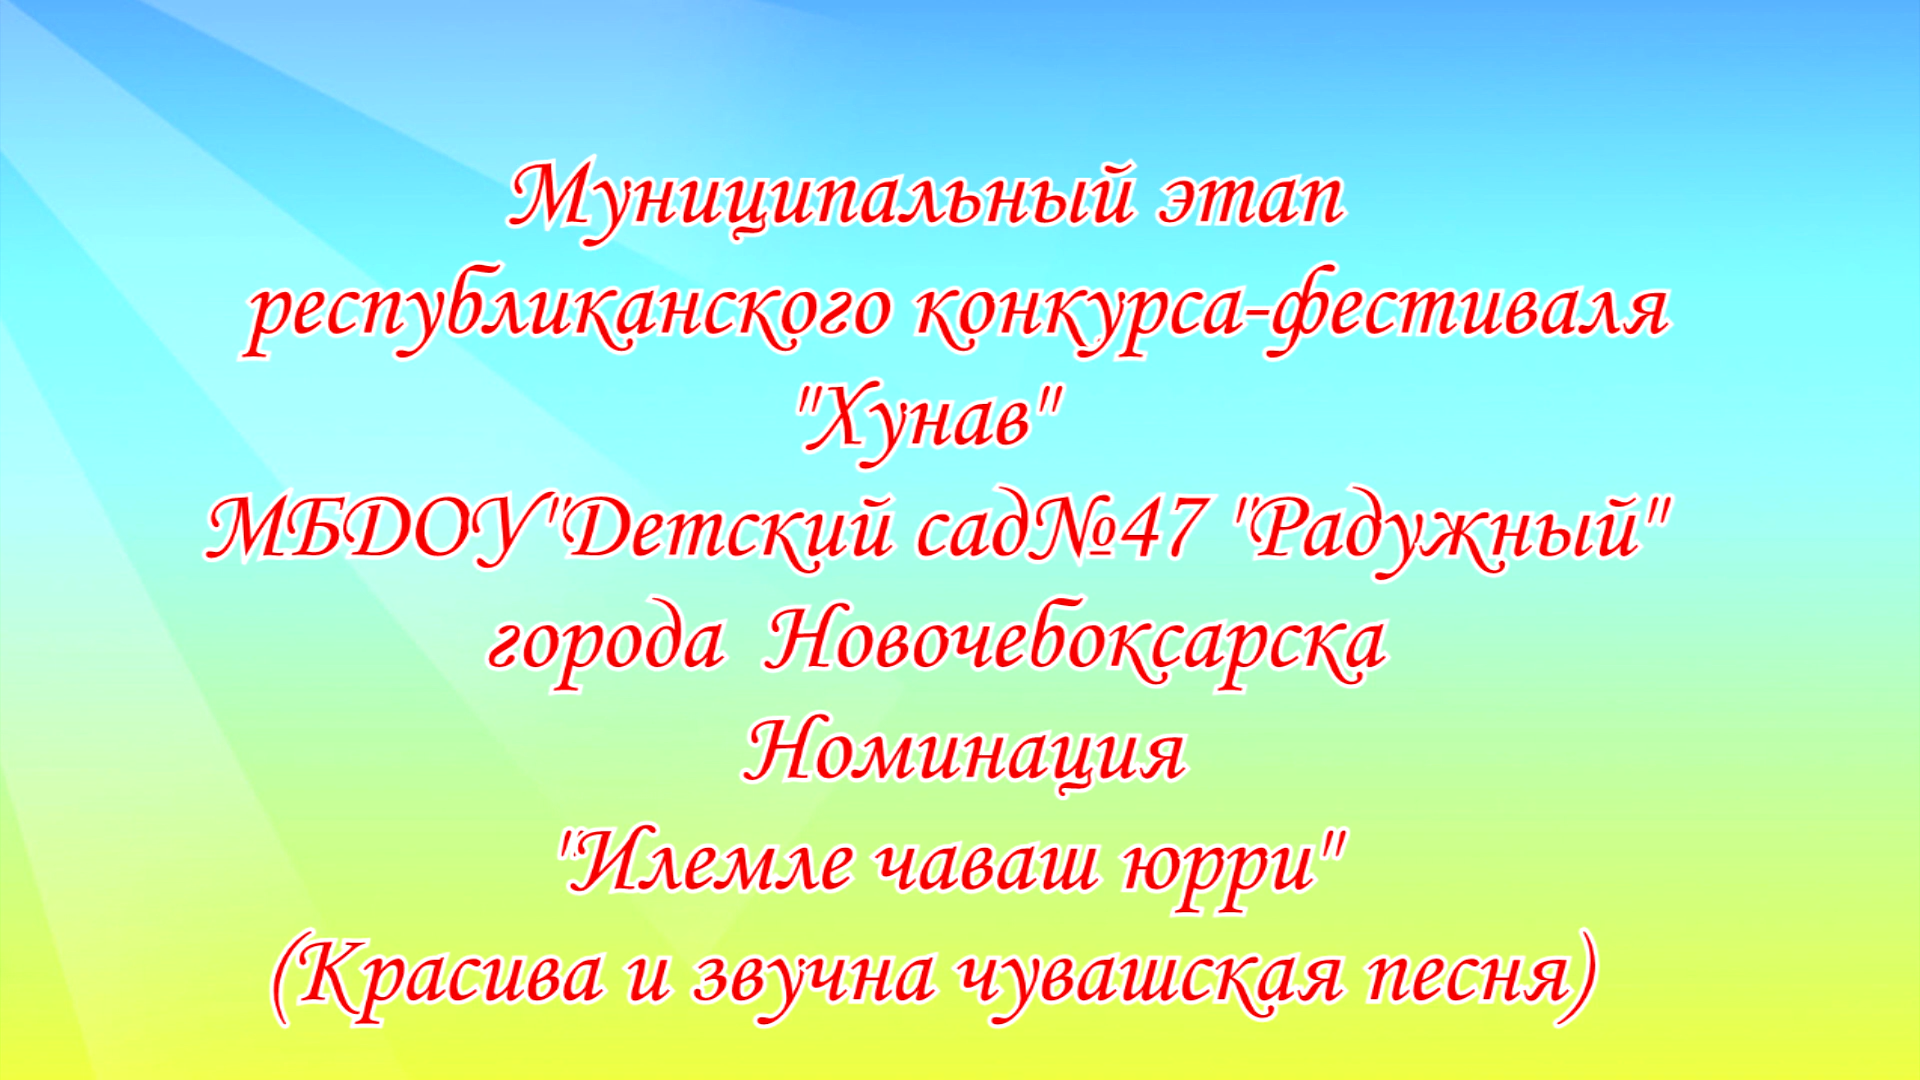 Муниципальный этап
республиканского конкурса-фестиваля
"Хунав"
МБДОУ"Детский сад№47 "Радужный"
города Новочебоксарска
Номинация
"Илемле чаваш юрри"
(Красива и звучна чувашская песня)